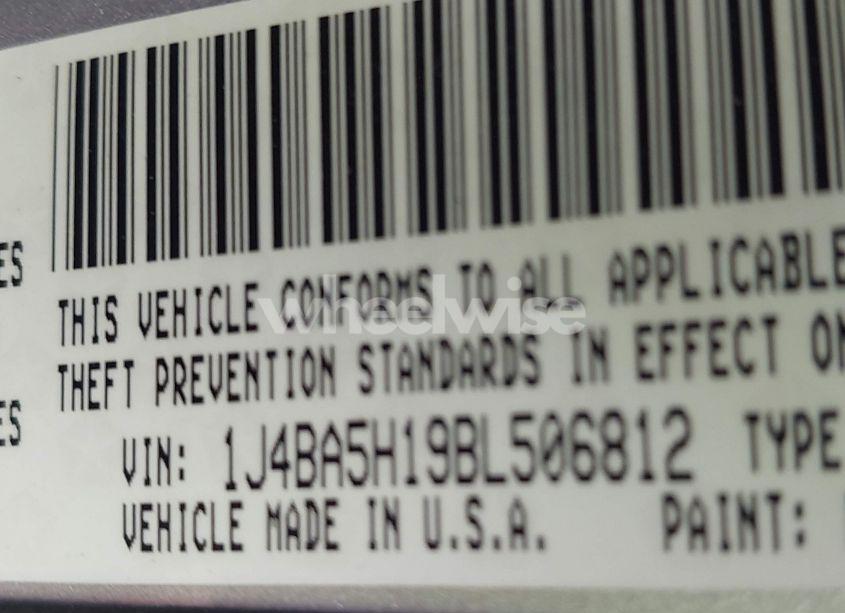 ES
THIS VEHICLE CONFORMS TO ALL APPLICABLE
wheelwise
THEFT PREVENTION STANDARDS IN EFFECT ON
ES
VIN: 1J4BA5H19BL506812 TYPE
VEHICLE MADE IN U.S.A. PAINT: